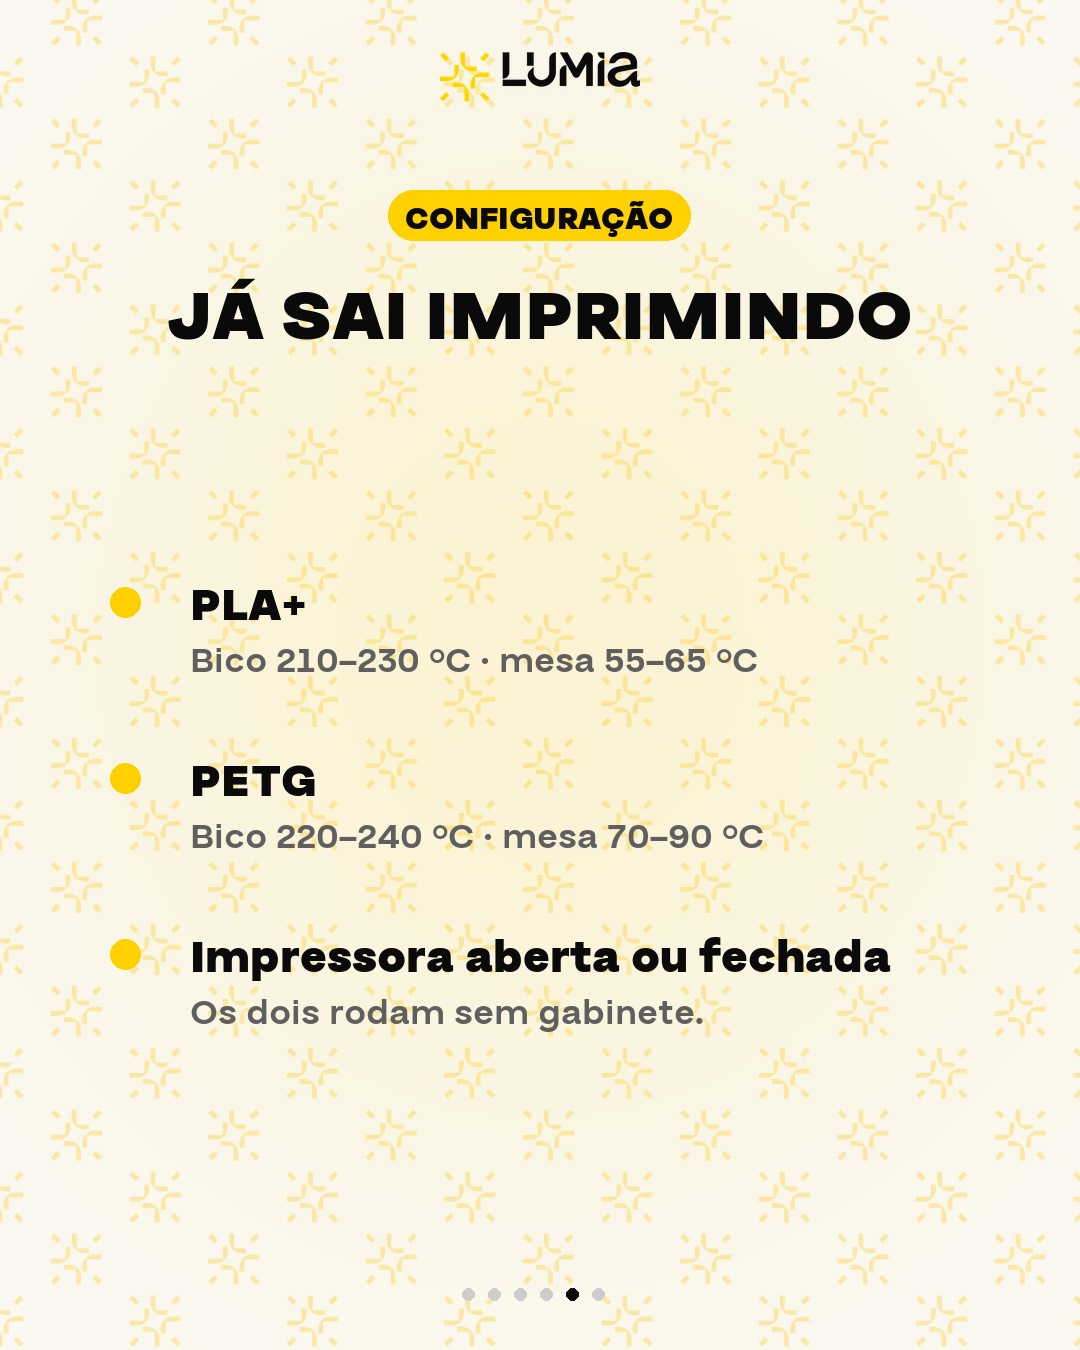 LUMia
CONFIGURAÇÃO
JÁ SAI IMPRIMINDO
PLA+
Bico 210–230 °C · mesa 55–65 °C
PETG
Bico 220–240 °C · mesa 70–90 °C
Impressora aberta ou fechada
Os dois rodam sem gabinete.